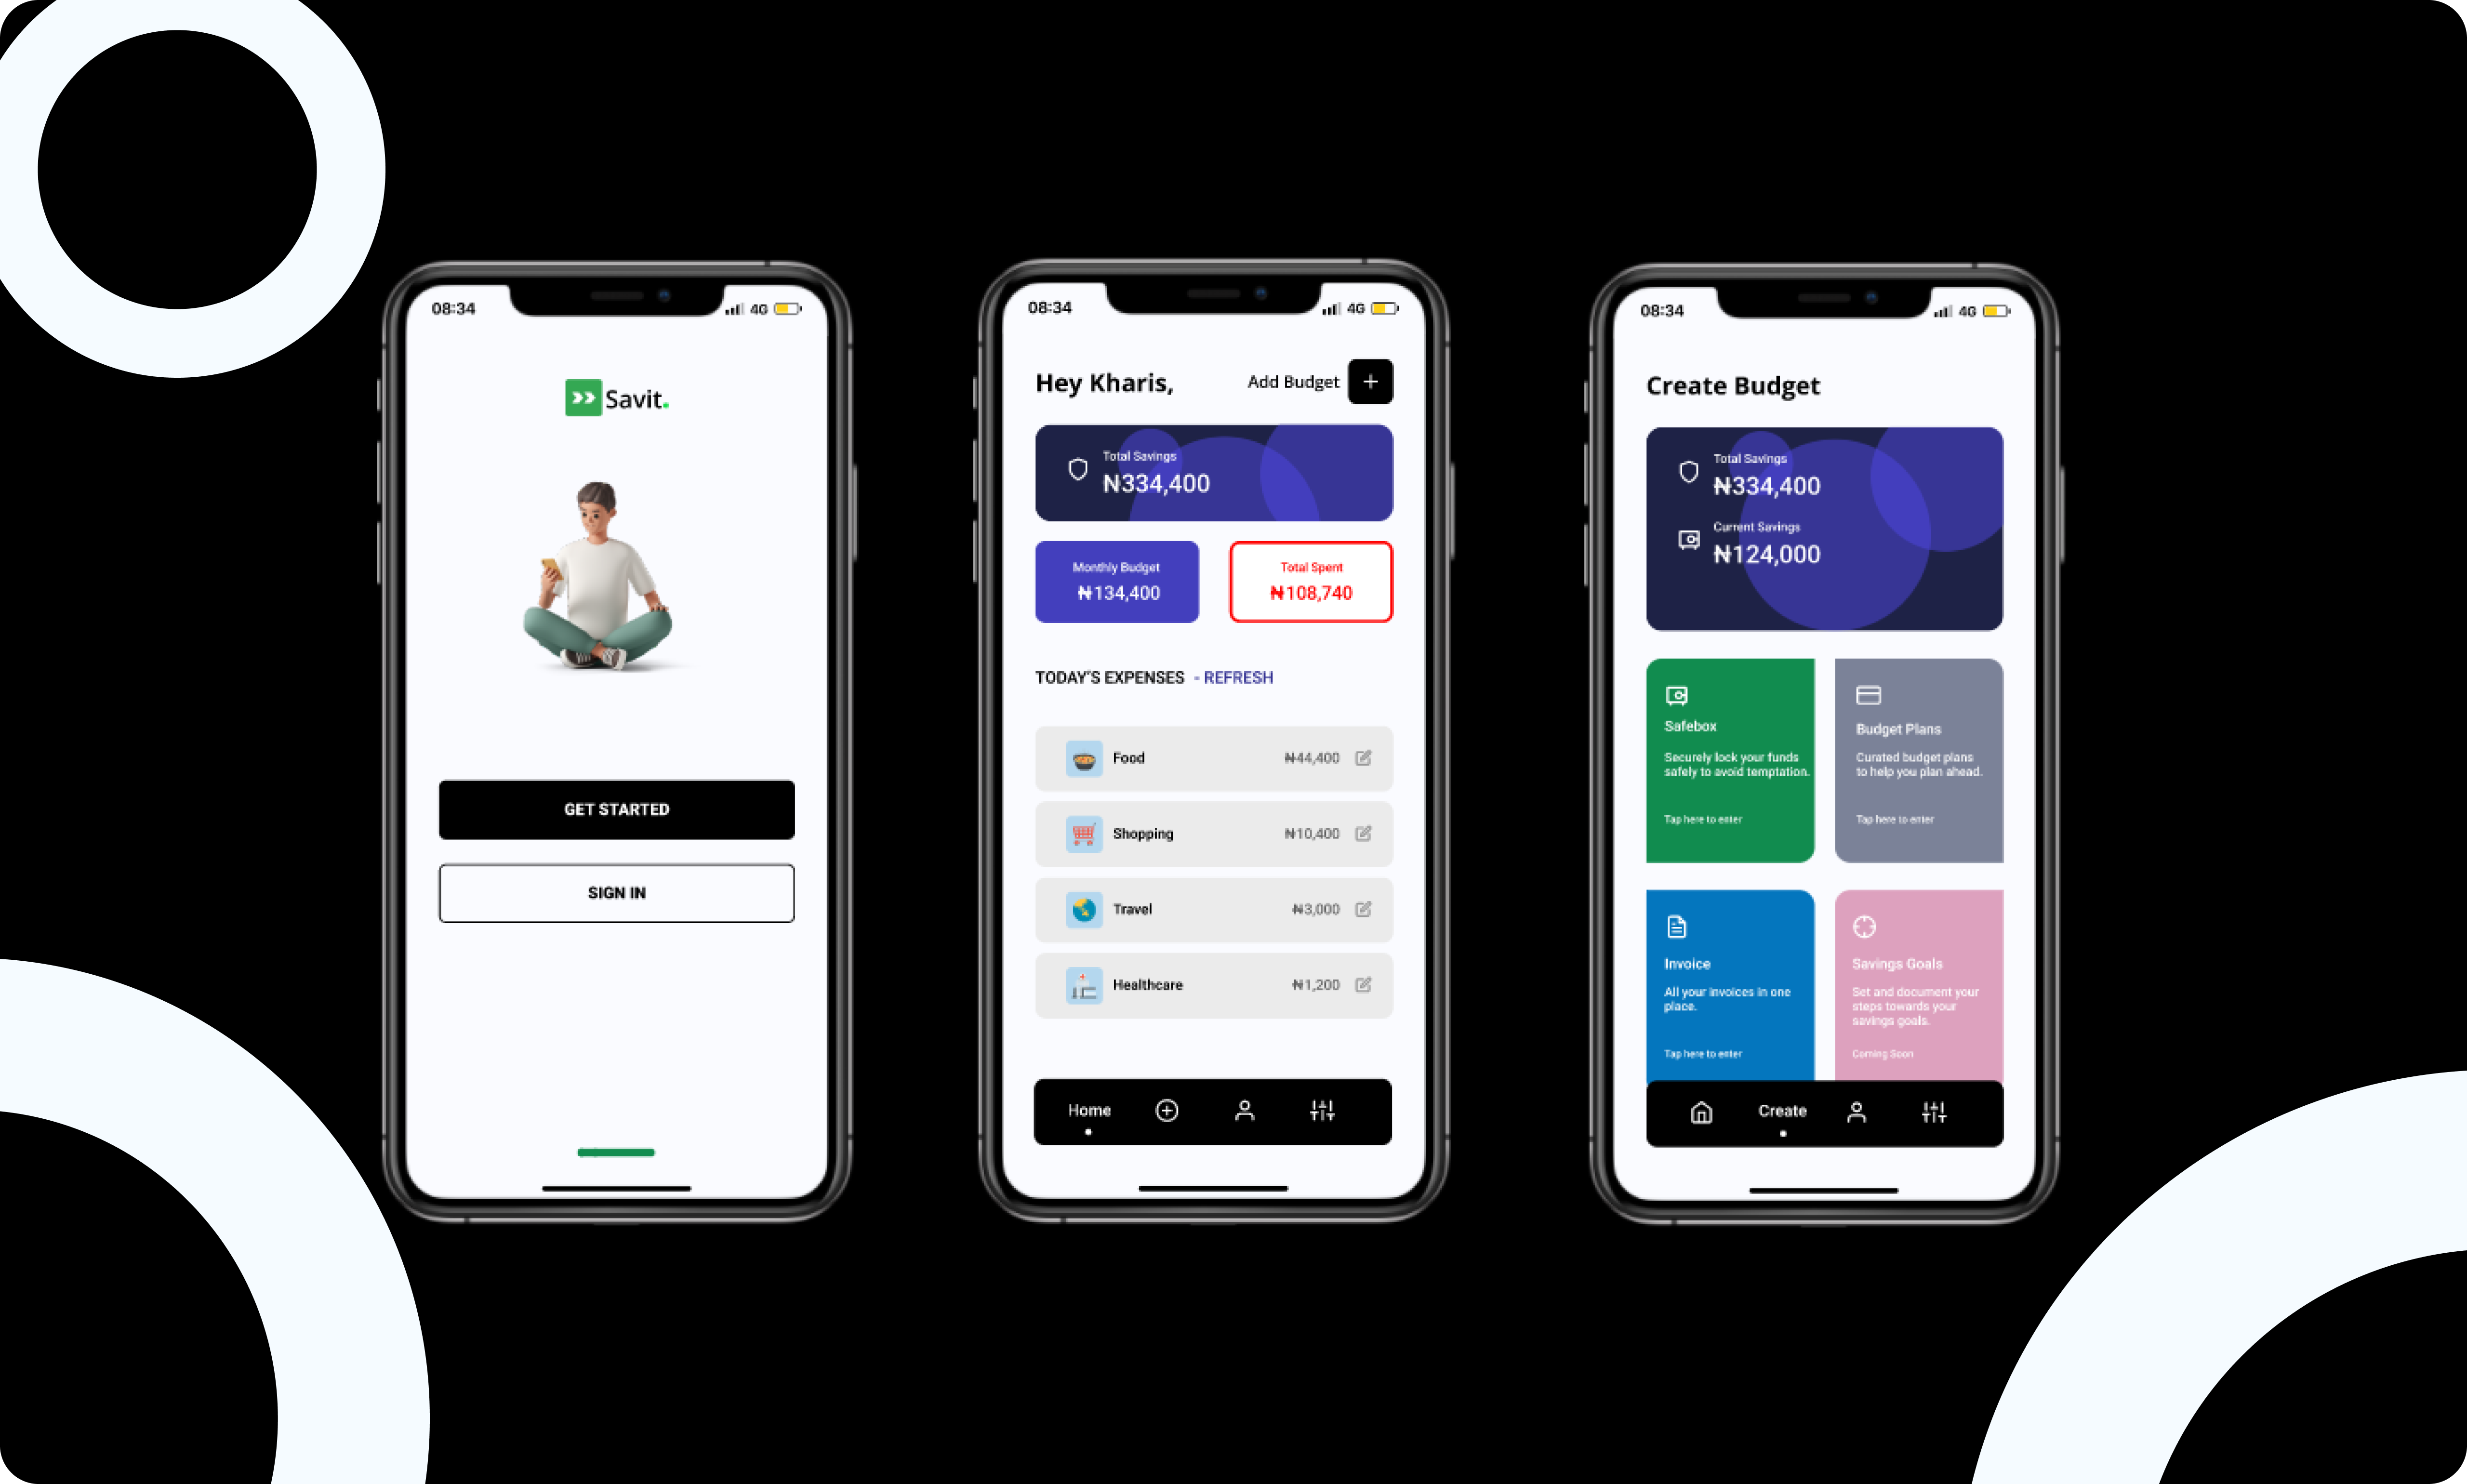 08:34
4G
Savit.
GET STARTED
SIGN IN
08:34
4G
Hey Kharis,
Add Budget
Total Savings
N334,400
Monthly Budget
₦134,400
Total Spent
₦108,740
TODAY'S EXPENSES - REFRESH
Food
₦44,400
Shopping
₦10,400
Travel
₦3,000
Healthcare
₦1,200
Home
08:34
4G
Create Budget
Total Savings
₦334,400
Current Savings
₦124,000
Safebox
Securely lock your funds
safely to avoid temptation.
Tap here to enter
Budget Plans
Curated budget plans
to help you plan ahead.
Tap here to enter
Invoice
All your invoices in one
place.
Tap here to enter
Savings Goals
Set and document your
steps towards your
savings goals.
Coming Soon
Create